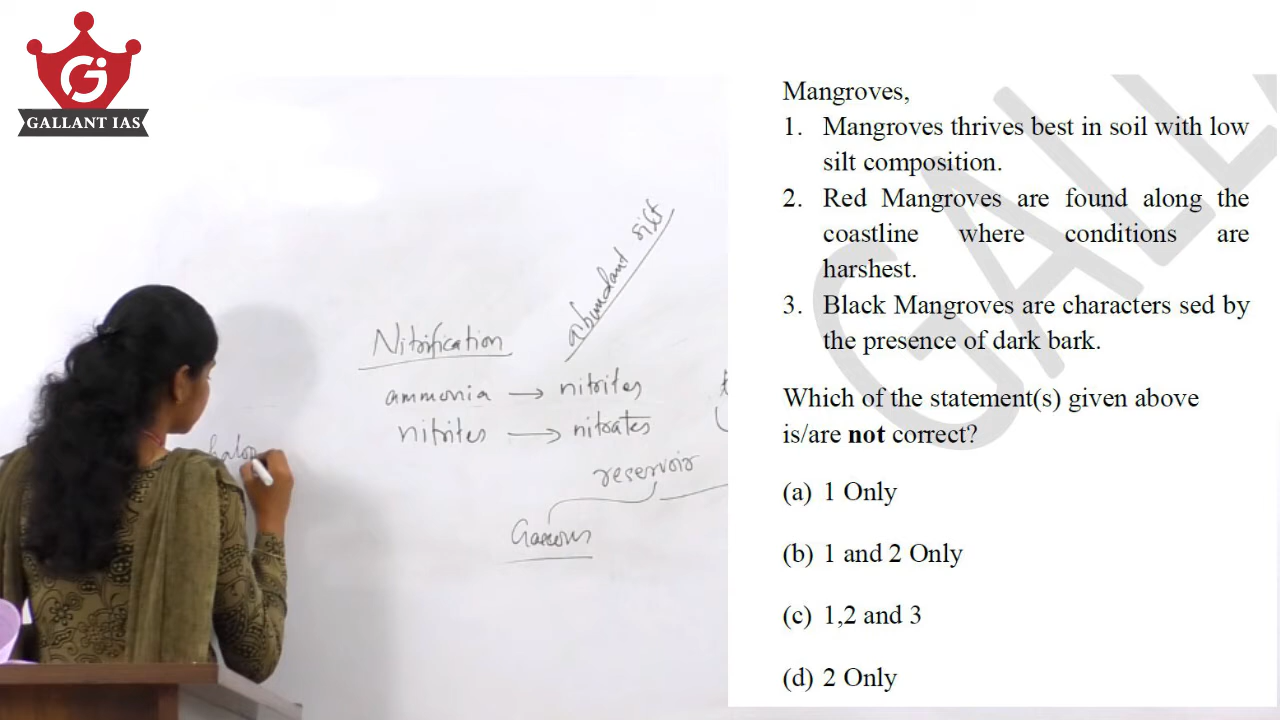 GALLANT IAS
abundant silt
Nitrification
ammonia → nitrites
nitrites → nitrates
reservoir
Gaseous
halop
Mangroves,
1. Mangroves thrives best in soil with low
silt composition.
2. Red Mangroves are found along the
coastline where conditions are
harshest.
3. Black Mangroves are characters sed by
the presence of dark bark.
Which of the statement(s) given above
is/are not correct?
(a) 1 Only
(b) 1 and 2 Only
(c) 1,2 and 3
(d) 2 Only
GALL